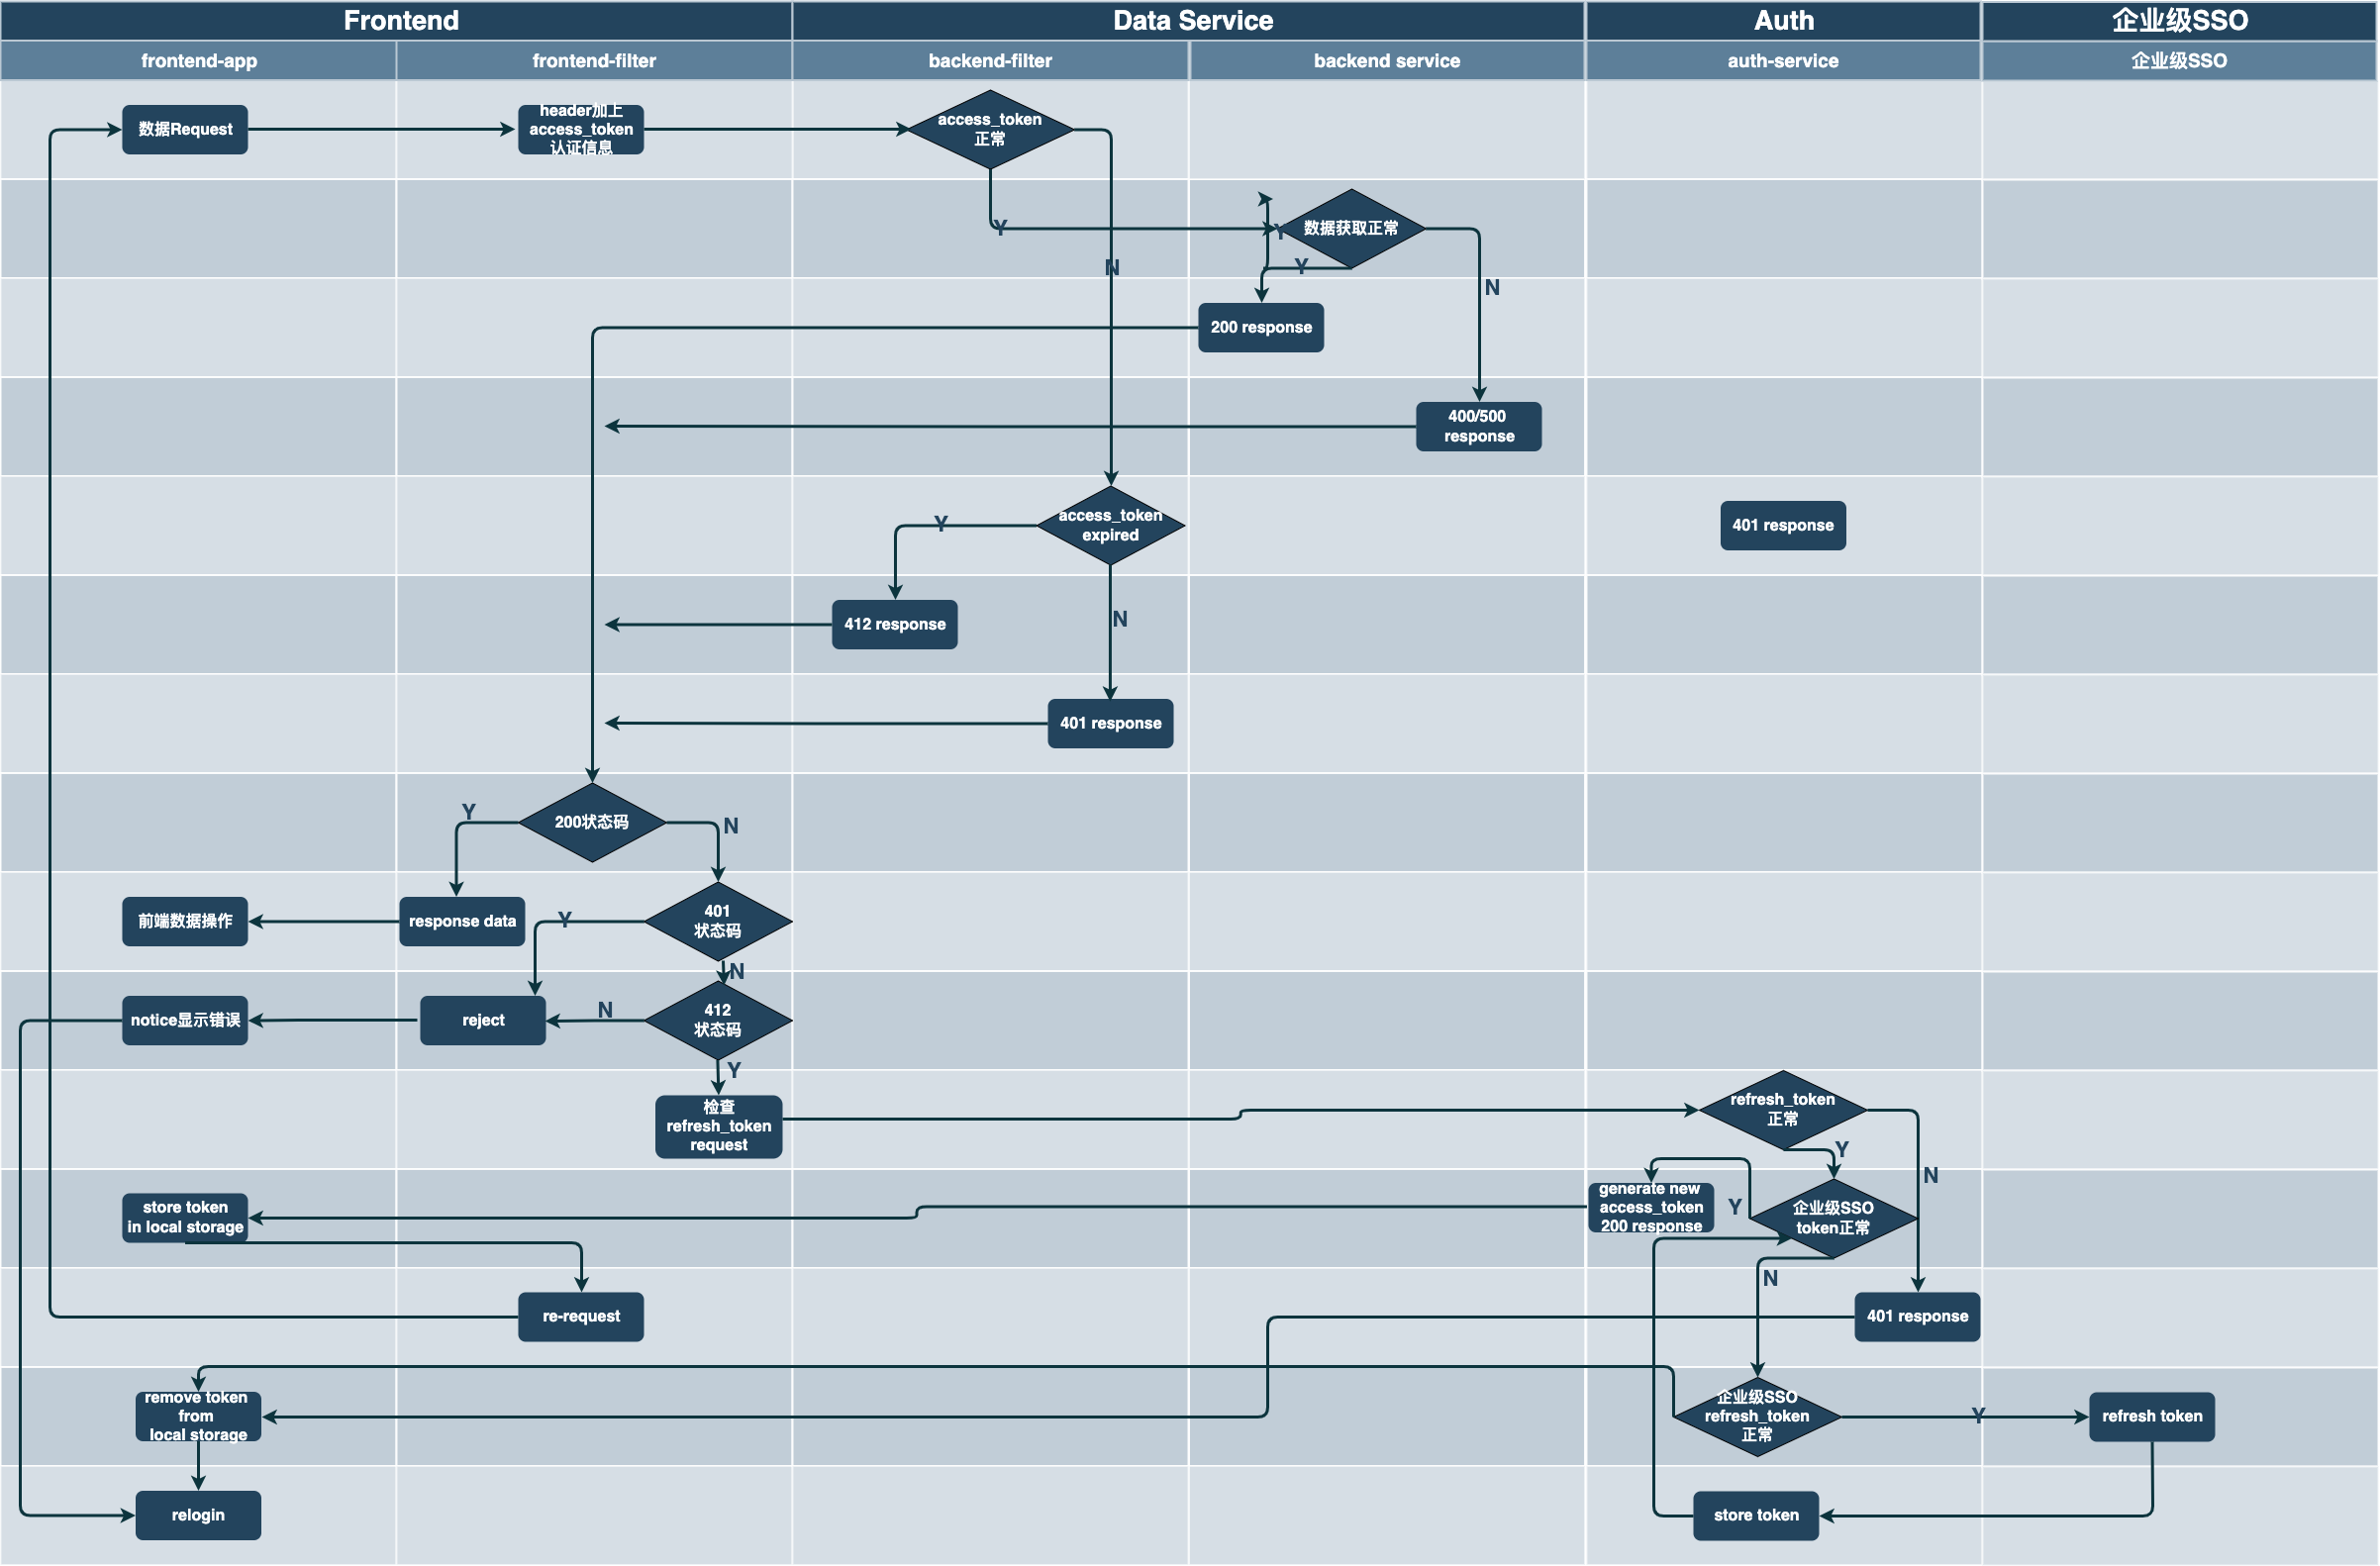 Frontend
Data Service
Auth
企业级SSO
frontend-app
frontend-filter
backend-filter
backend service
auth-service
企业级SSO
数据Request
header加上
access_token
认证信息
access_token
正常
Y
Y
数据获取正常
N
Y
N
200 response
400/500
response
access_token
expired
Y
401 response
412 response
N
401 response
200状态码
Y
N
前端数据操作
response data
Y
401
状态码
N
notice显示错误
reject
N
412
状态码
Y
检查
refresh_token
request
refresh_token
正常
Y
N
store token
in local storage
generate new
access_token
200 response
Y
企业级SSO
token正常
N
re-request
401 response
remove token
from
local storage
企业级SSO
refresh_token
正常
Y
refresh token
relogin
store token